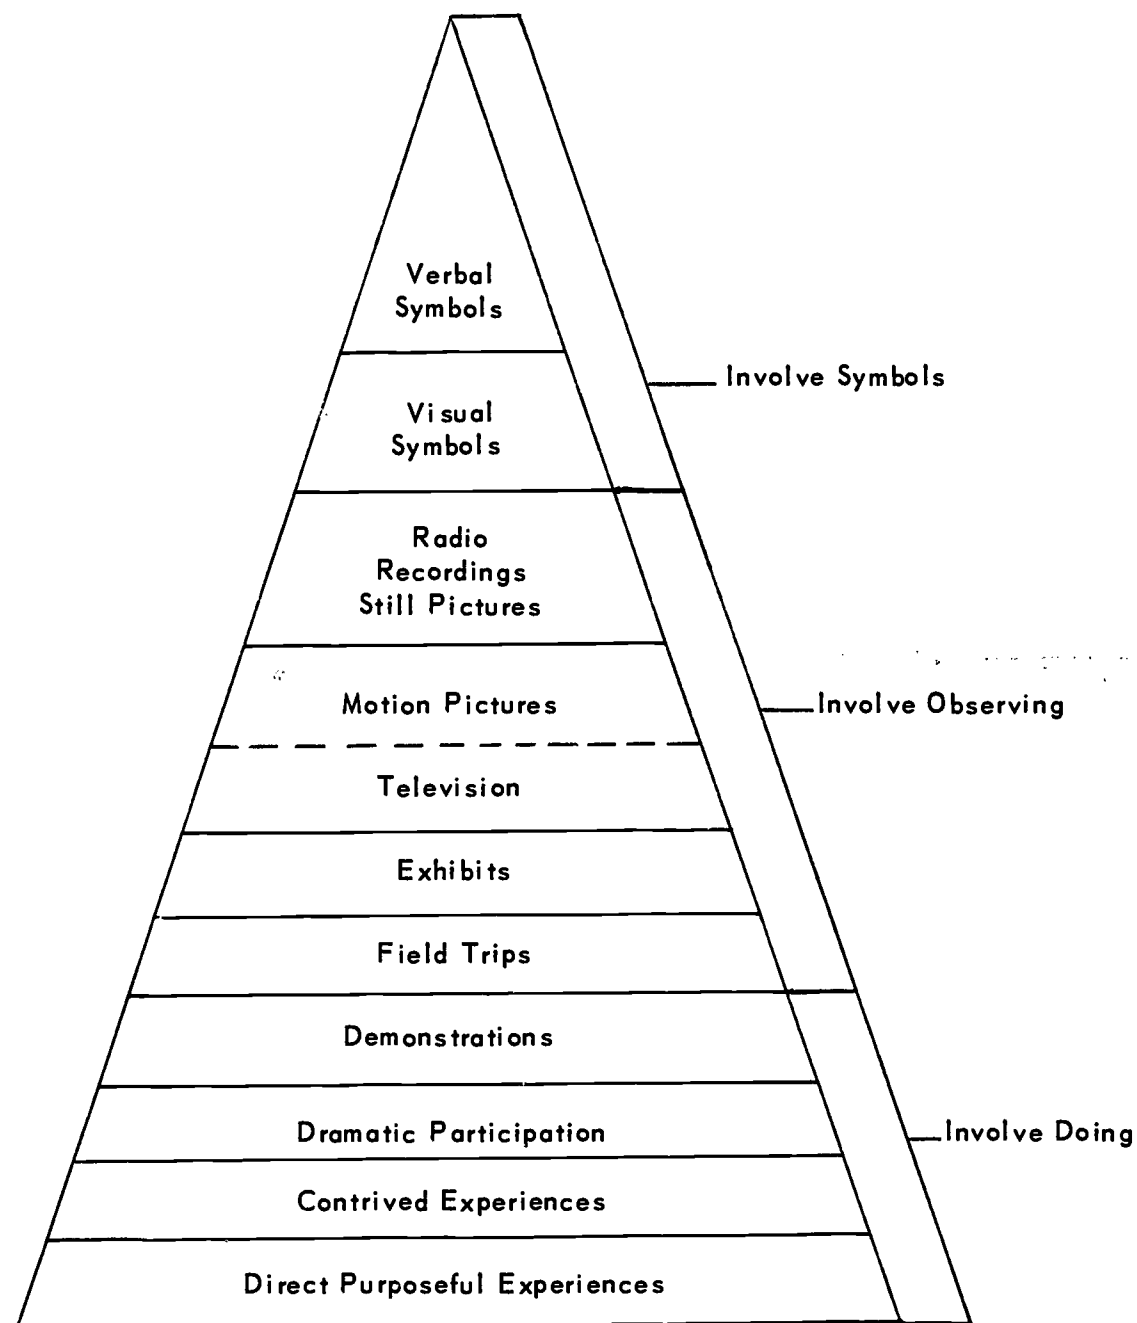 Verbal
Symbols
Involve Symbols
Visual
Symbols
Radio
Recordings
Still Pictures
Motion Pictures
Involve Observing
Television
Exhibits
Field Trips
Demonstrations
Dramatic Participation
Involve Doing
Contrived Experiences
Direct Purposeful Experiences